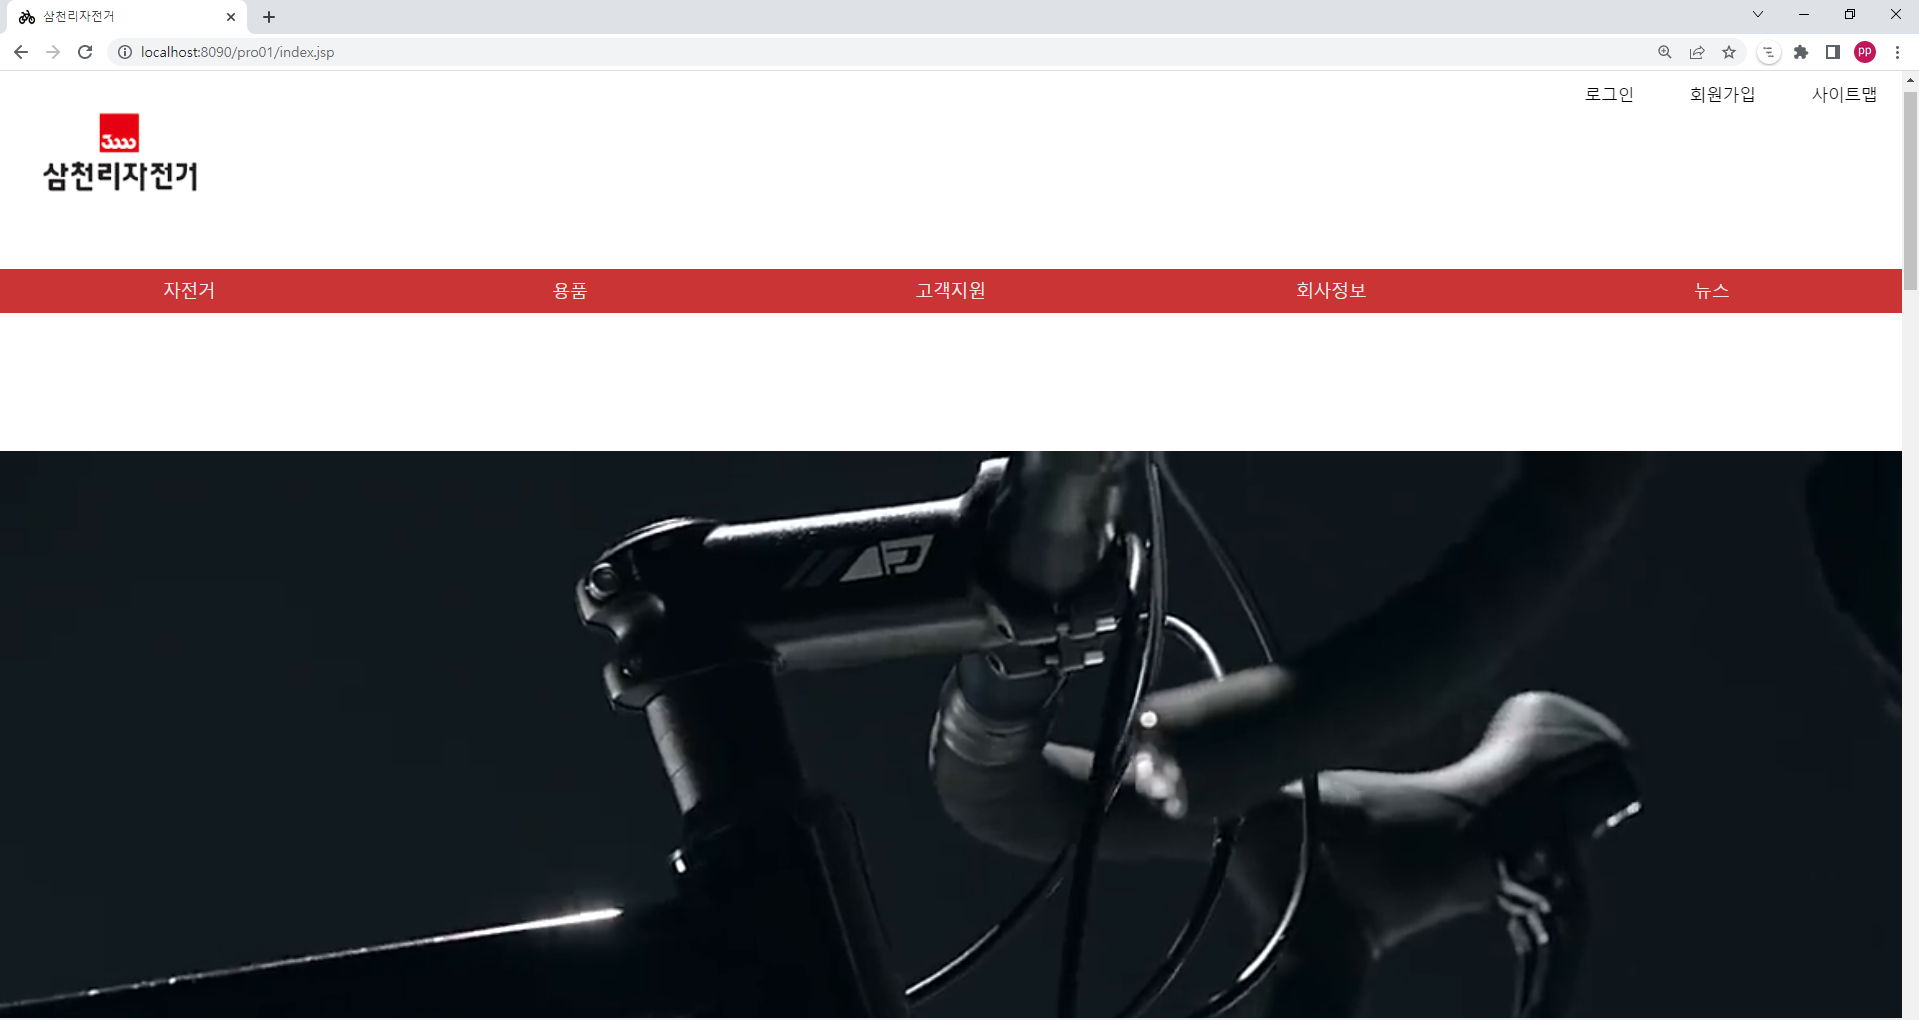 삼천리자전거
localhost:8090/pro01/index.jsp
pp
로그인 회원가입 사이트맵
3000
삼천리자전거
자전거 용품 고객지원 회사정보 뉴스